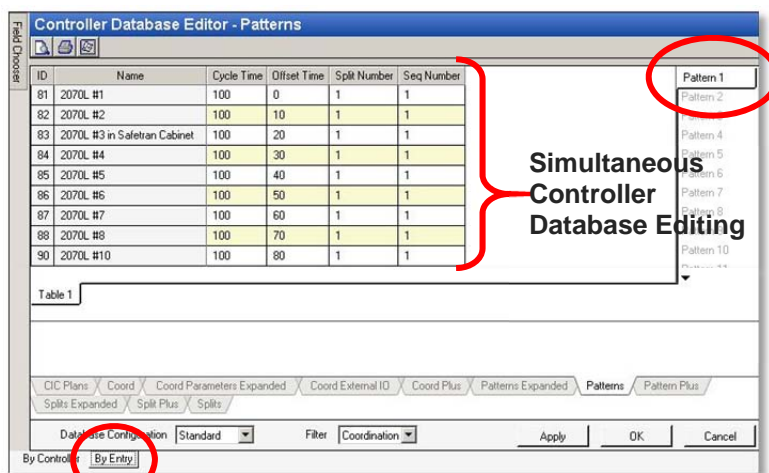 Field Chooser
Controller Database Editor - Patterns
ID Name Cycle Time Offset Time Split Number Seq Number
81 2070L #1 100 0 1 1
82 2070L #2 100 10 1 1
83 2070L #3 in Safetran Cabinet 100 20 1 1
84 2070L #4 100 30 1 1
85 2070L #5 100 40 1 1
86 2070L #6 100 50 1 1
87 2070L #7 100 60 1 1
88 2070L #8 100 70 1 1
90 2070L #10 100 80 1 1
Pattern 1
Pattern 2
Pattern 4
Pattern 5
Pattern 6
Pattern 7
Pattern 8
Pattern 10
Simultaneous
Controller
Database Editing
Table 1
CIC Plans Coord Coord Parameters Expanded Coord External IO Coord Plus Patterns Expanded Patterns Pattern Plus
Splits Expanded Split Plus Splits
Database Configuration Standard Filter Coordination Apply OK Cancel
By Controller By Entry